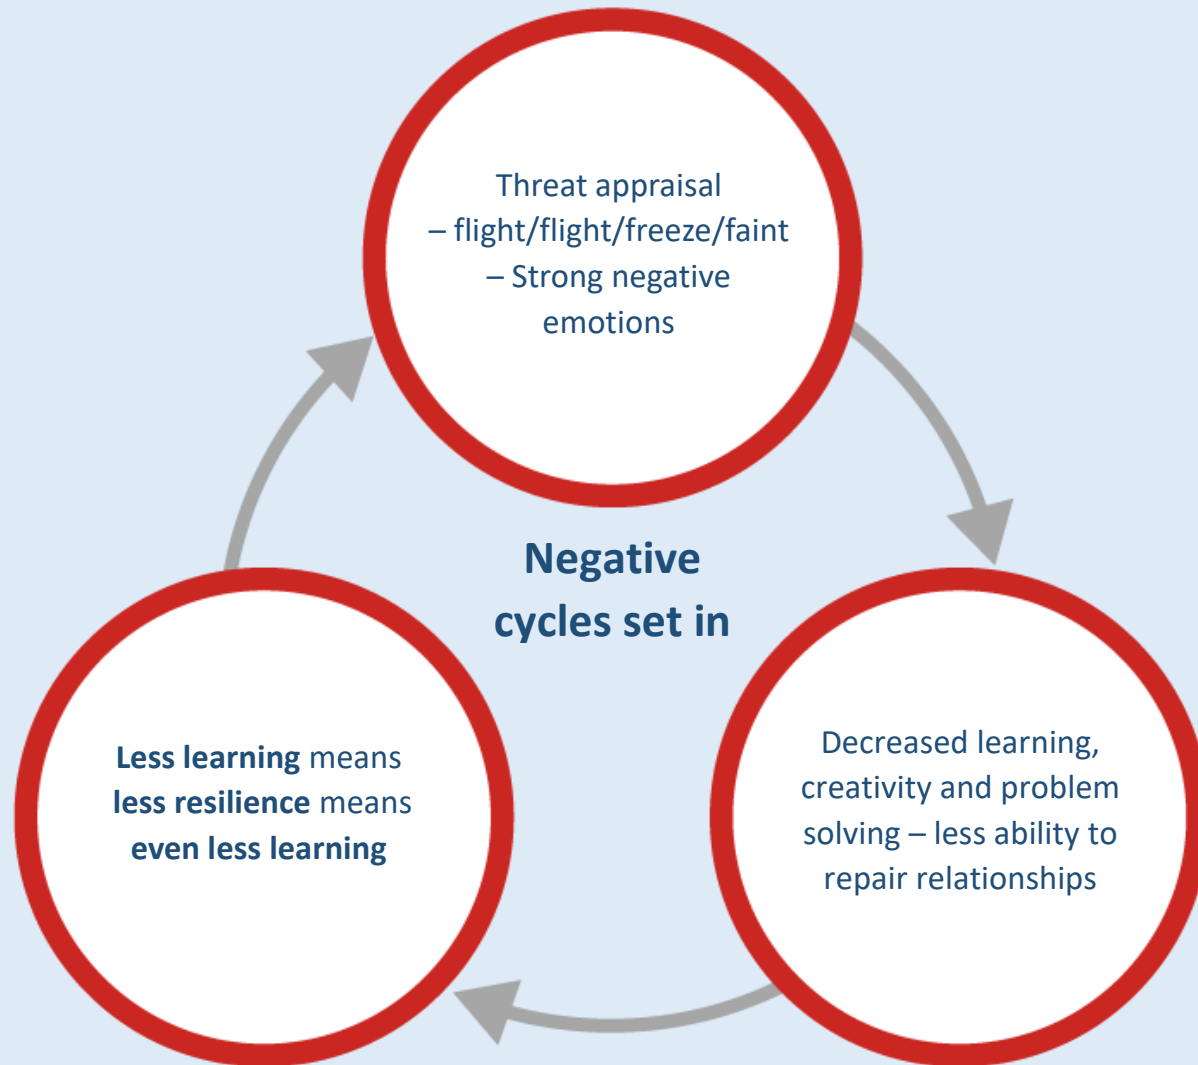 Threat appraisal
– flight/flight/freeze/faint
– Strong negative
emotions
Negative
cycles set in
Less learning means
less resilience means
even less learning
Decreased learning,
creativity and problem
solving – less ability to
repair relationships